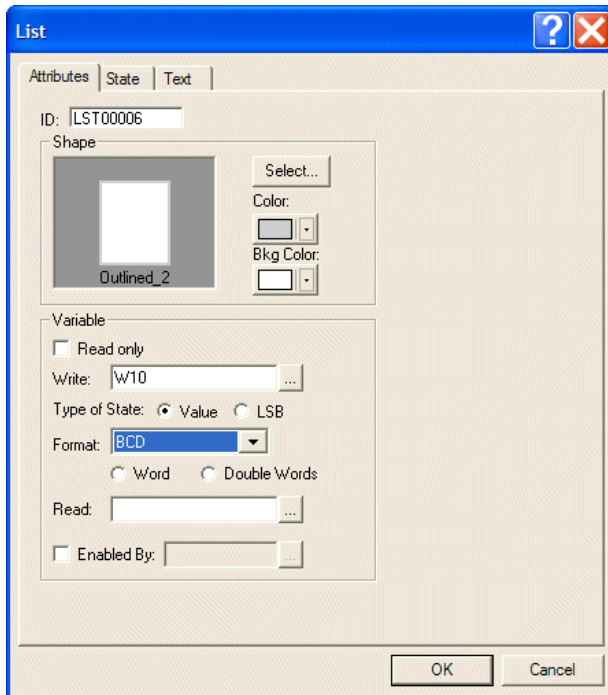 List
Attributes State Text
ID: LST00006
Shape
Select...
Color:
Bkg Color:
Outlined_2
Variable
Read only
Write: W10 ...
Type of State: Value LSB
Format: BCD
Word Double Words
Read: ...
Enabled By: ...
OK Cancel